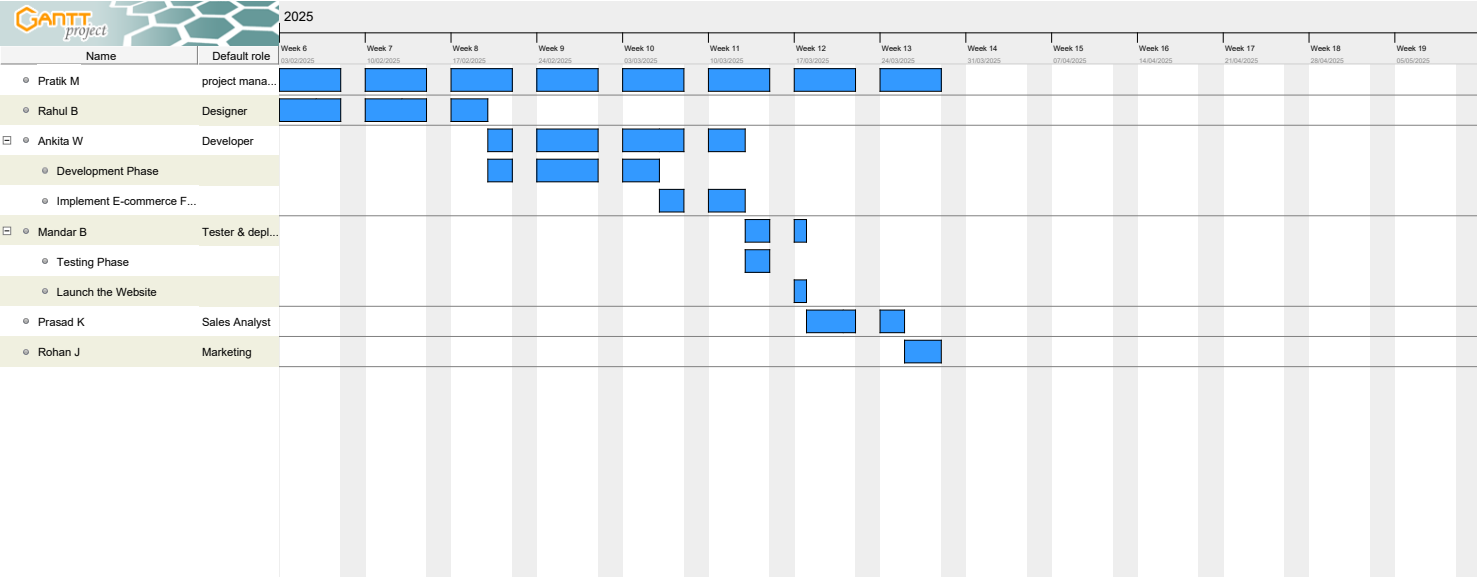 GANTT
project
2025
Name Default role
Week 6 Week 7 Week 8 Week 9 Week 10 Week 11 Week 12 Week 13 Week 14 Week 15 Week 16 Week 17 Week 18 Week 19
03/02/2025 10/02/2025 17/02/2025 24/02/2025 03/03/2025 10/03/2025 17/03/2025 24/03/2025 31/03/2025 07/04/2025 14/04/2025 21/04/2025 28/04/2025 05/05/2025
Pratik M project mana...
Rahul B Designer
Ankita W Developer
Development Phase
Implement E-commerce F...
Mandar B Tester & depl...
Testing Phase
Launch the Website
Prasad K Sales Analyst
Rohan J Marketing